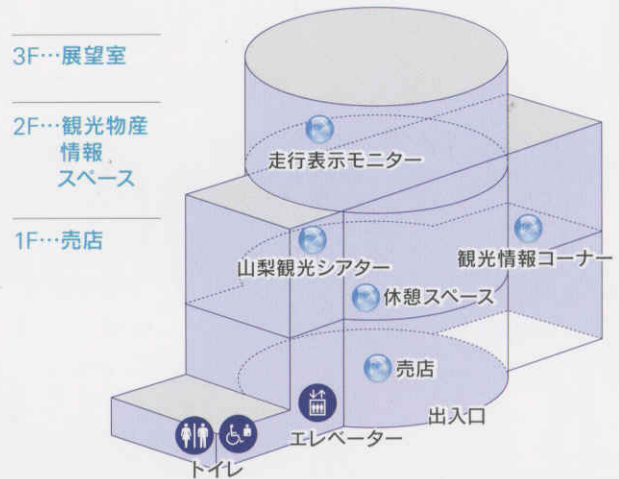 3F…展望室
2F…観光物産
情報
スペース
1F…売店
走行表示モニター
山梨観光シアター
観光情報コーナー
休憩スペース
売店
出入口
エレベーター
トイレ